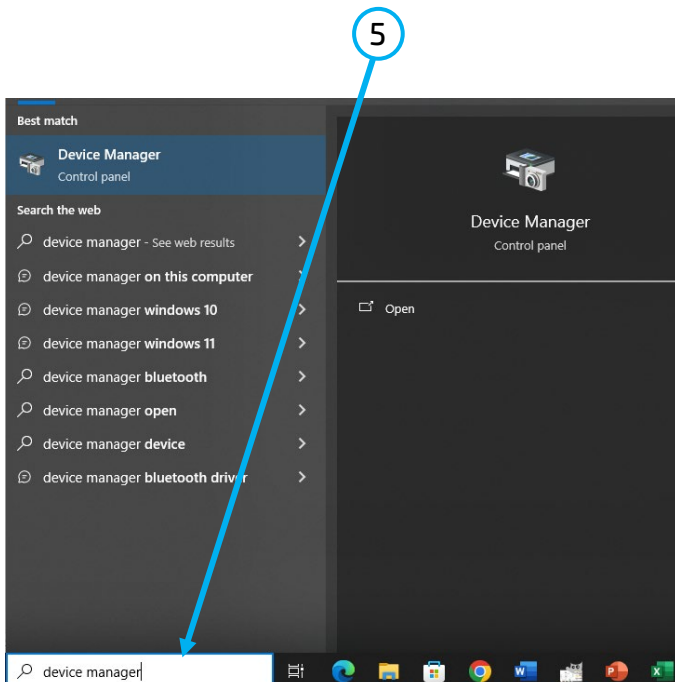 5
Best match
Device Manager
Control panel
Search the web
device manager - See web results
device manager on this computer
device manager windows 10
device manager windows 11
device manager bluetooth
device manager open
device manager device
device manager bluetooth driver
Device Manager
Control panel
Open
device manager
W
P
X